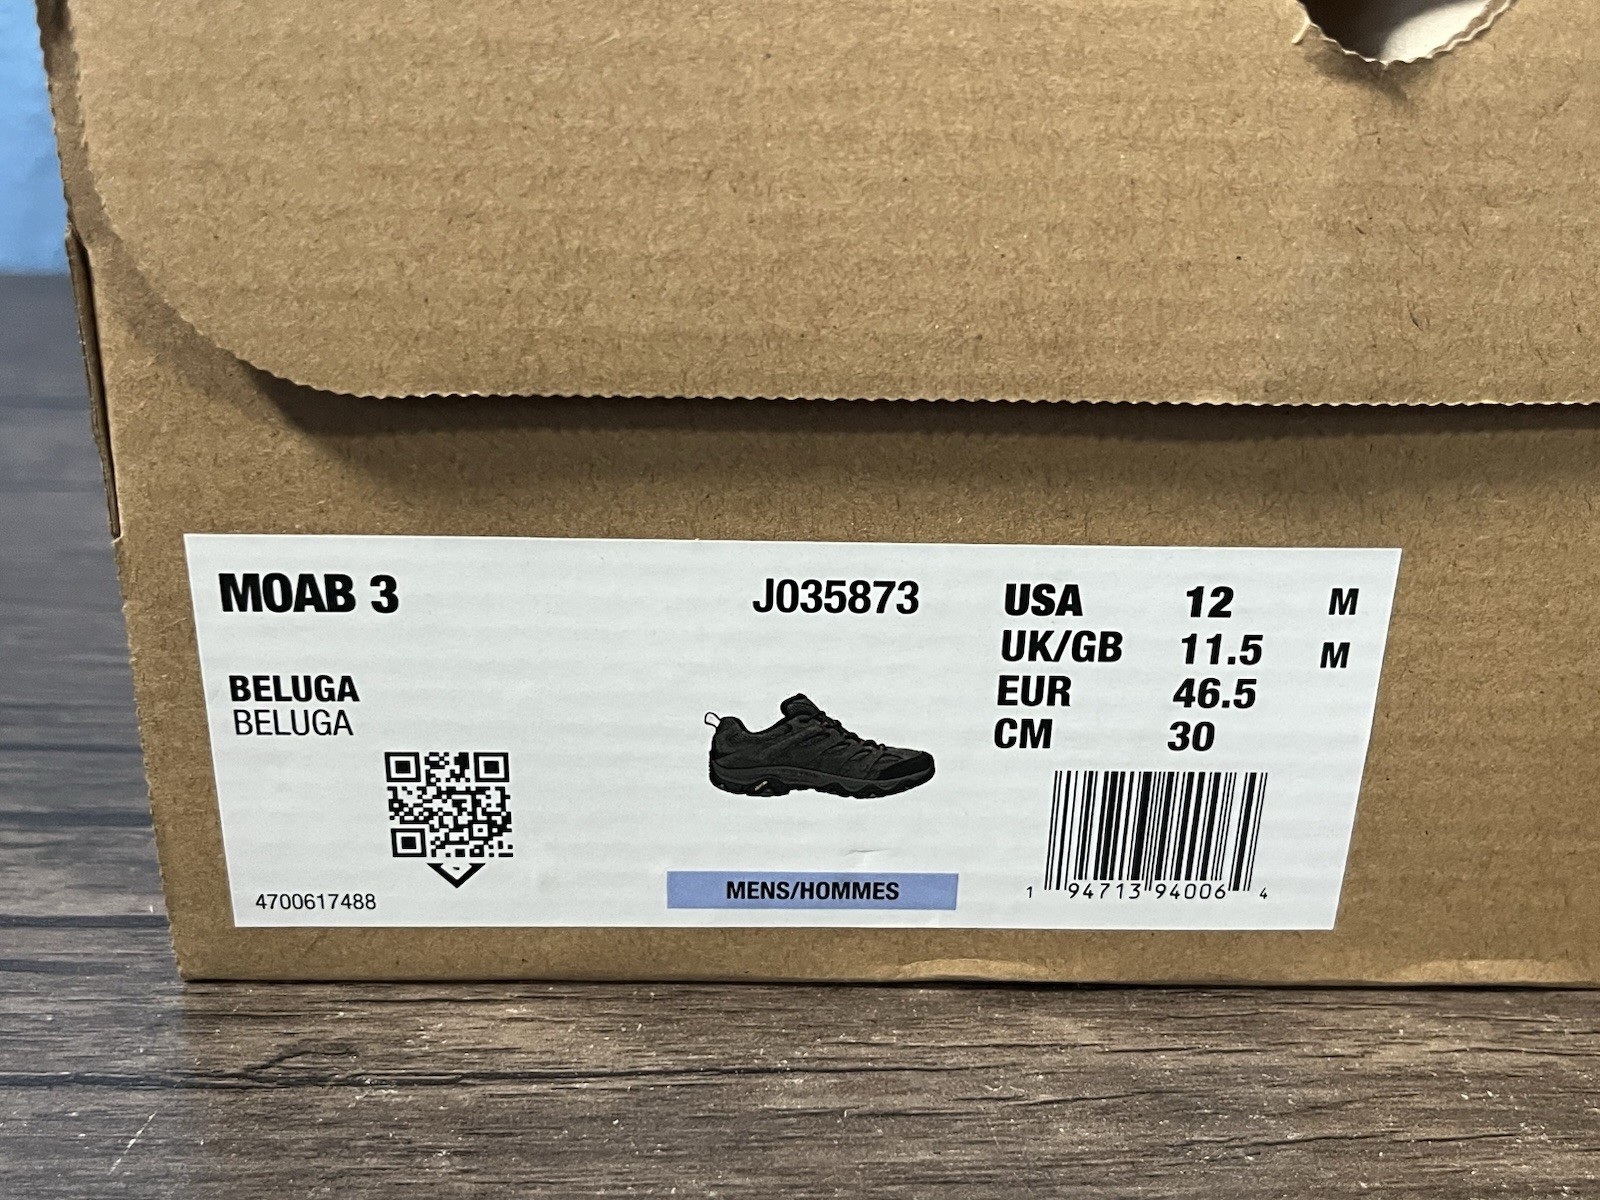 MOAB 3
J035873
BELUGA
BELUGA
4700617488
MENS/HOMMES
USA 12 M
UK/GB 11.5 M
EUR 46.5
CM 30
1 94713 94006 4